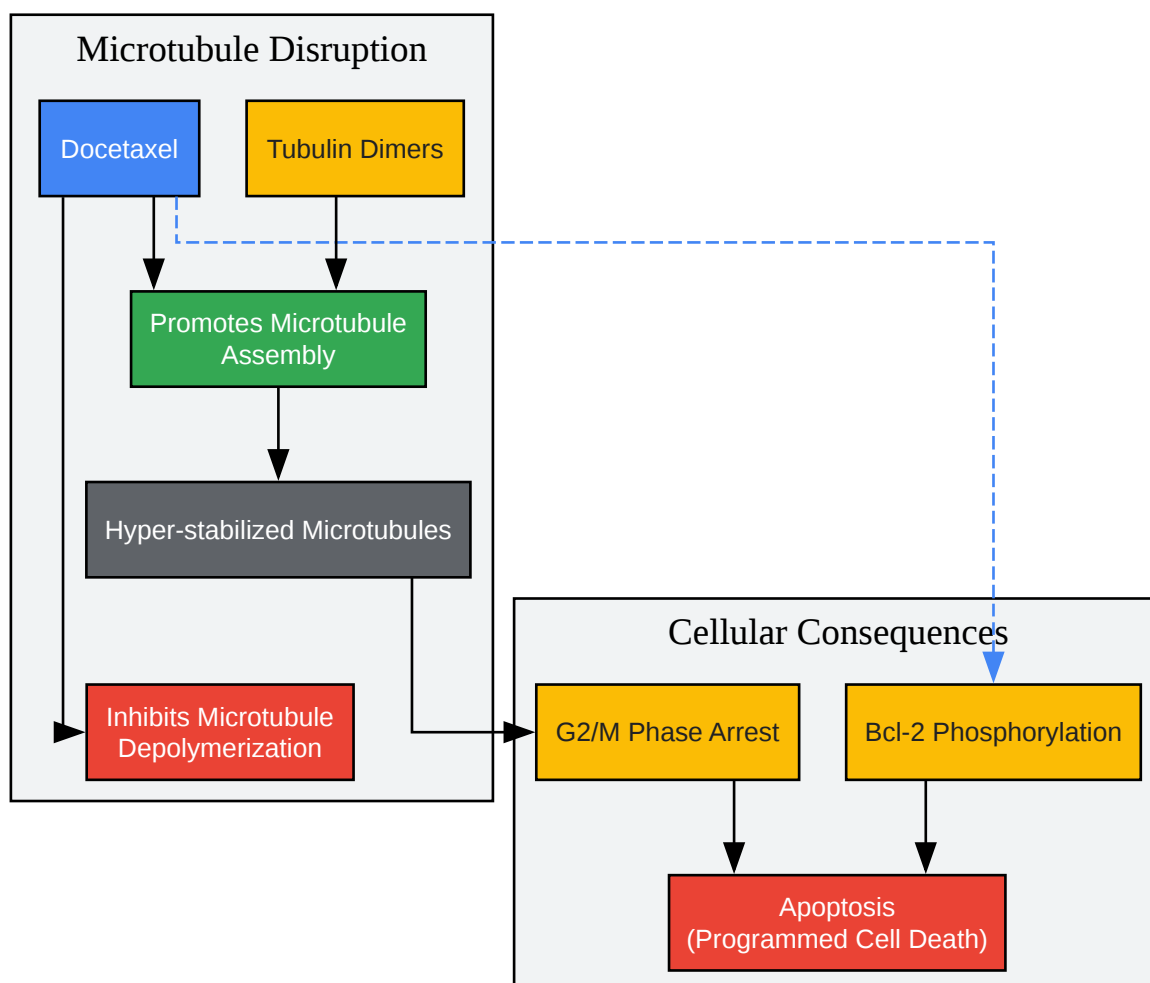 Microtubule Disruption
Docetaxel
Tubulin Dimers
Promotes Microtubule
Assembly
Hyper-stabilized Microtubules
Inhibits Microtubule
Depolymerization
Cellular Consequences
G2/M Phase Arrest
Bcl-2 Phosphorylation
Apoptosis
(Programmed Cell Death)